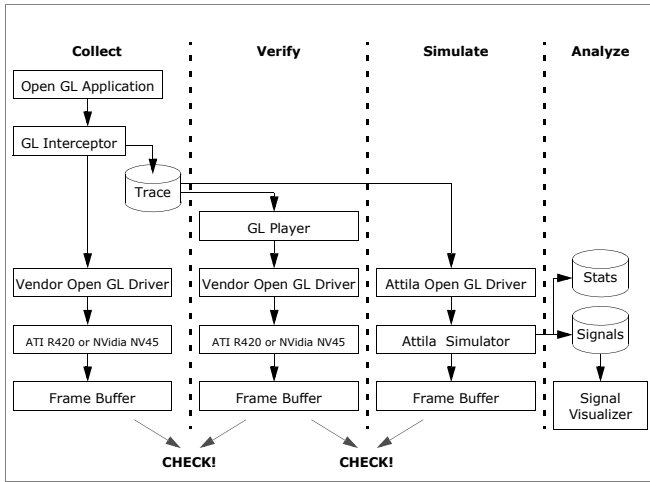 Collect
Verify
Simulate
Analyze
Open GL Application
GL Interceptor
Trace
GL Player
Vendor Open GL Driver
Vendor Open GL Driver
Attila Open GL Driver
Stats
ATI R420 or NVidia NV45
ATI R420 or NVidia NV45
Attila Simulator
Signals
Frame Buffer
Frame Buffer
Frame Buffer
Signal
Visualizer
CHECK!
CHECK!